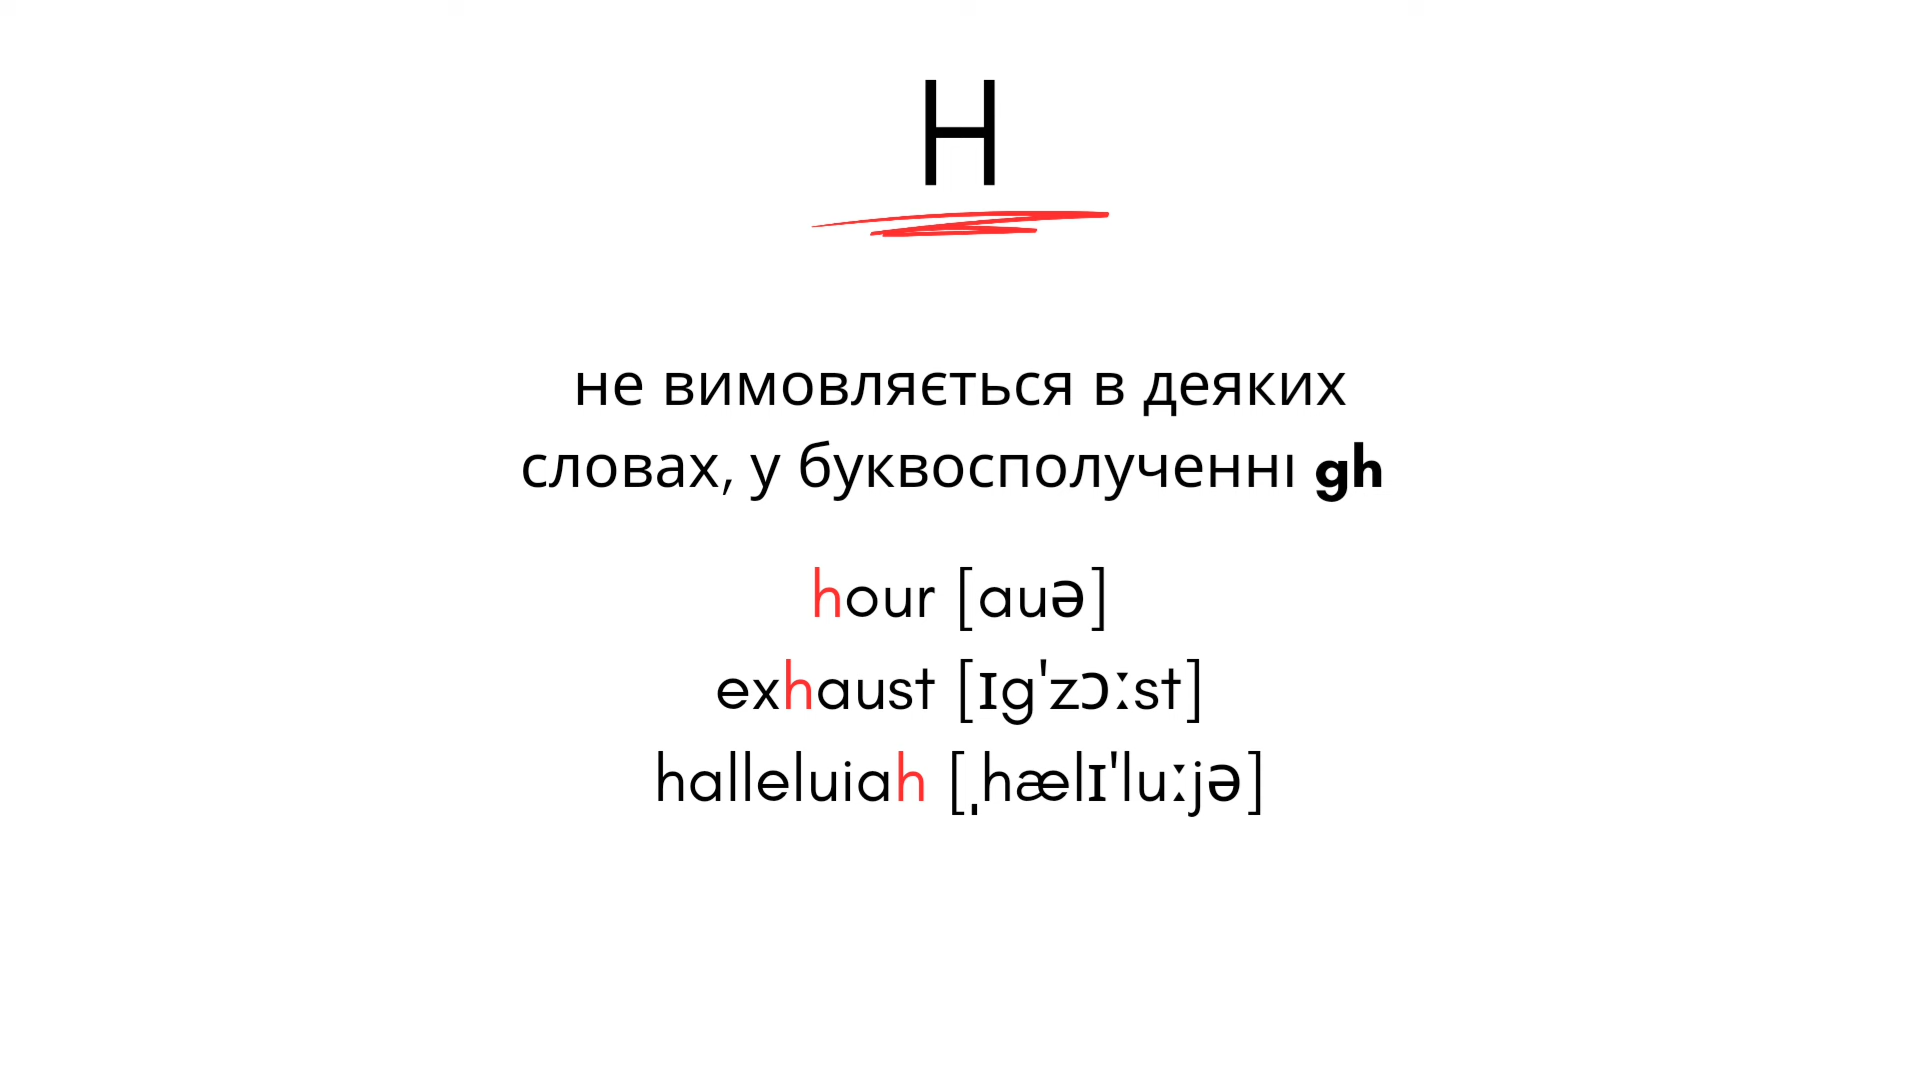 H
не вимовляється в деяких
словах, у буквосполученні gh
hour [auə]
exhaust [ɪg'zɔːst]
halleluiah [ˌhælɪ'luːjə]